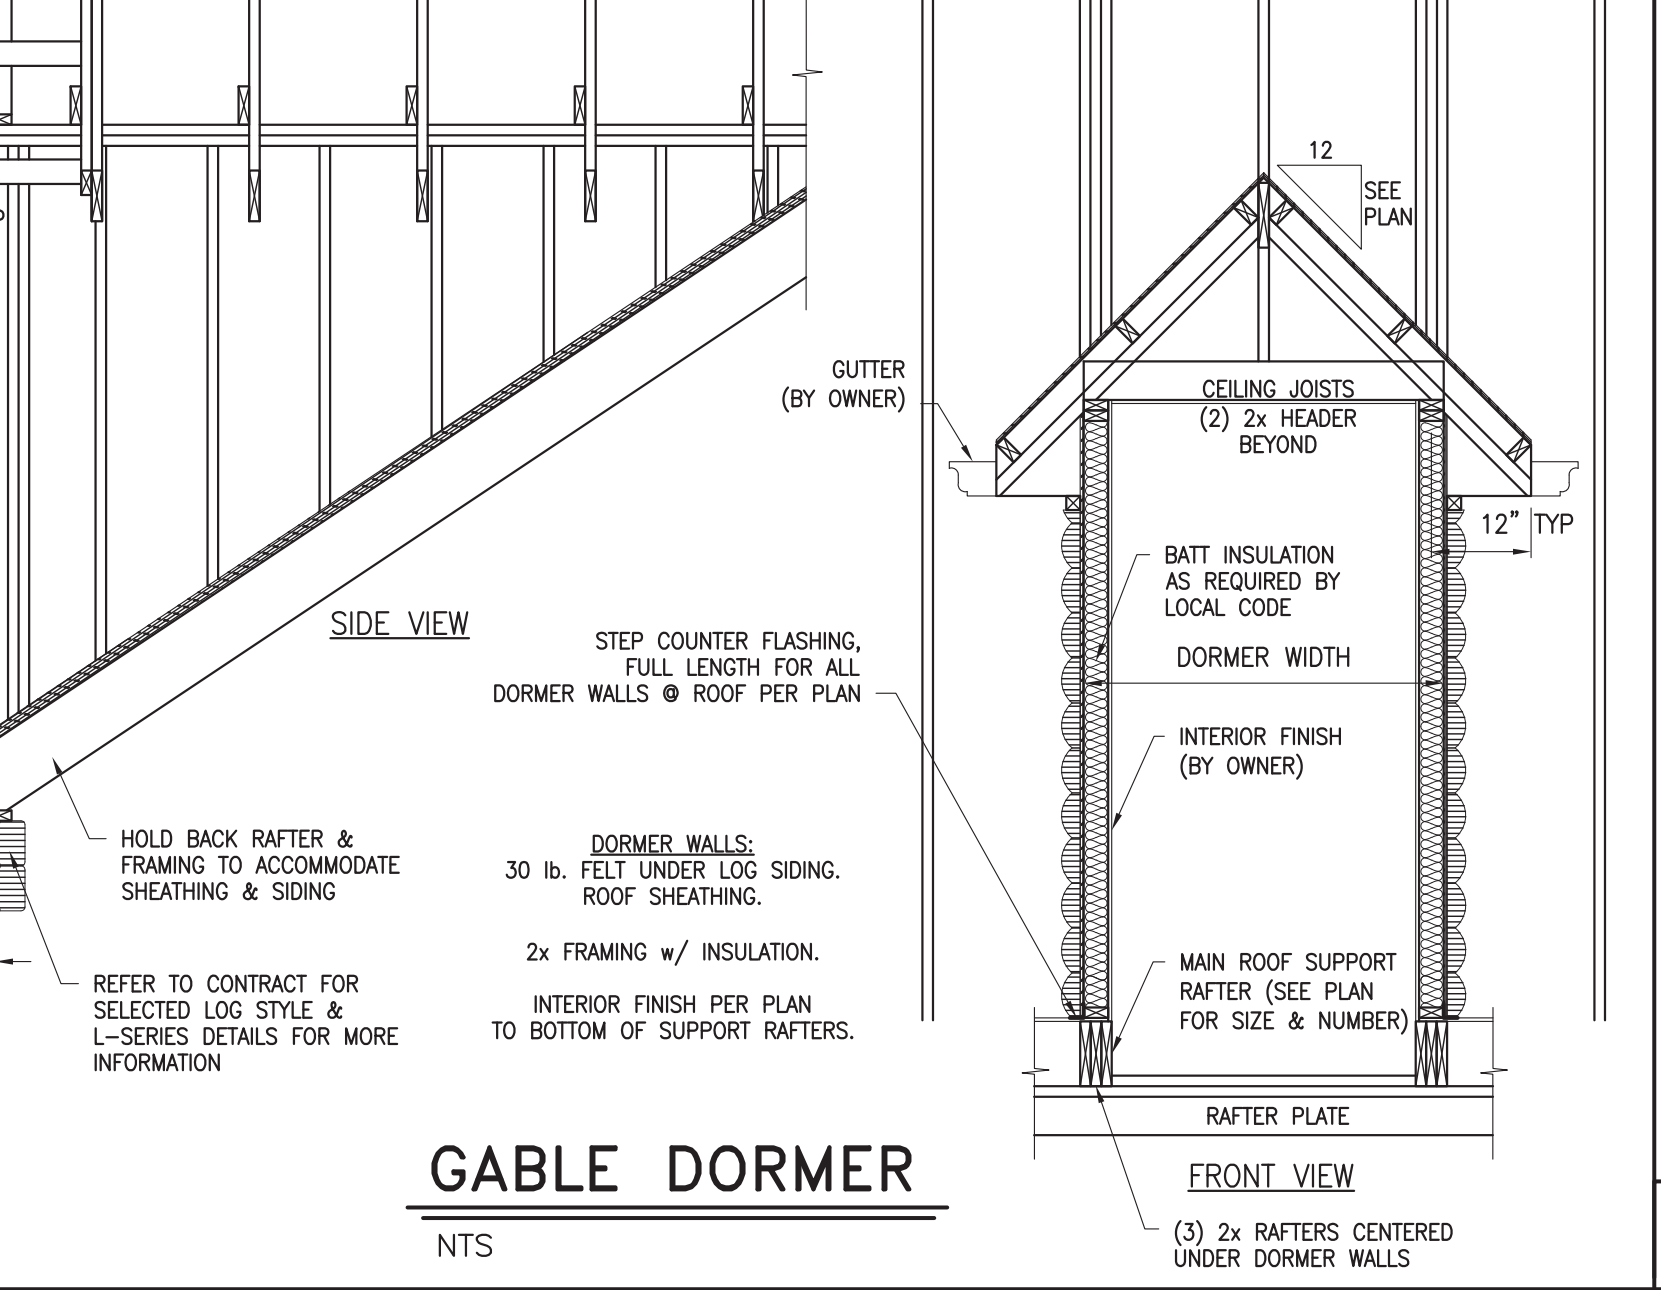 12
SEE
PLAN
GUTTER
(BY OWNER)
CEILING JOISTS
(2) 2x HEADER
BEYOND
12" TYP
BATT INSULATION
AS REQUIRED BY
LOCAL CODE
SIDE VIEW
STEP COUNTER FLASHING,
FULL LENGTH FOR ALL
DORMER WALLS @ ROOF PER PLAN
DORMER WIDTH
INTERIOR FINISH
(BY OWNER)
HOLD BACK RAFTER &
FRAMING TO ACCOMMODATE
SHEATHING & SIDING
DORMER WALLS:
30 lb. FELT UNDER LOG SIDING.
ROOF SHEATHING.
2x FRAMING w/ INSULATION.
INTERIOR FINISH PER PLAN
TO BOTTOM OF SUPPORT RAFTERS.
REFER TO CONTRACT FOR
SELECTED LOG STYLE &
L-SERIES DETAILS FOR MORE
INFORMATION
MAIN ROOF SUPPORT
RAFTER (SEE PLAN
FOR SIZE & NUMBER)
RAFTER PLATE
FRONT VIEW
(3) 2x RAFTERS CENTERED
UNDER DORMER WALLS
GABLE DORMER
NTS